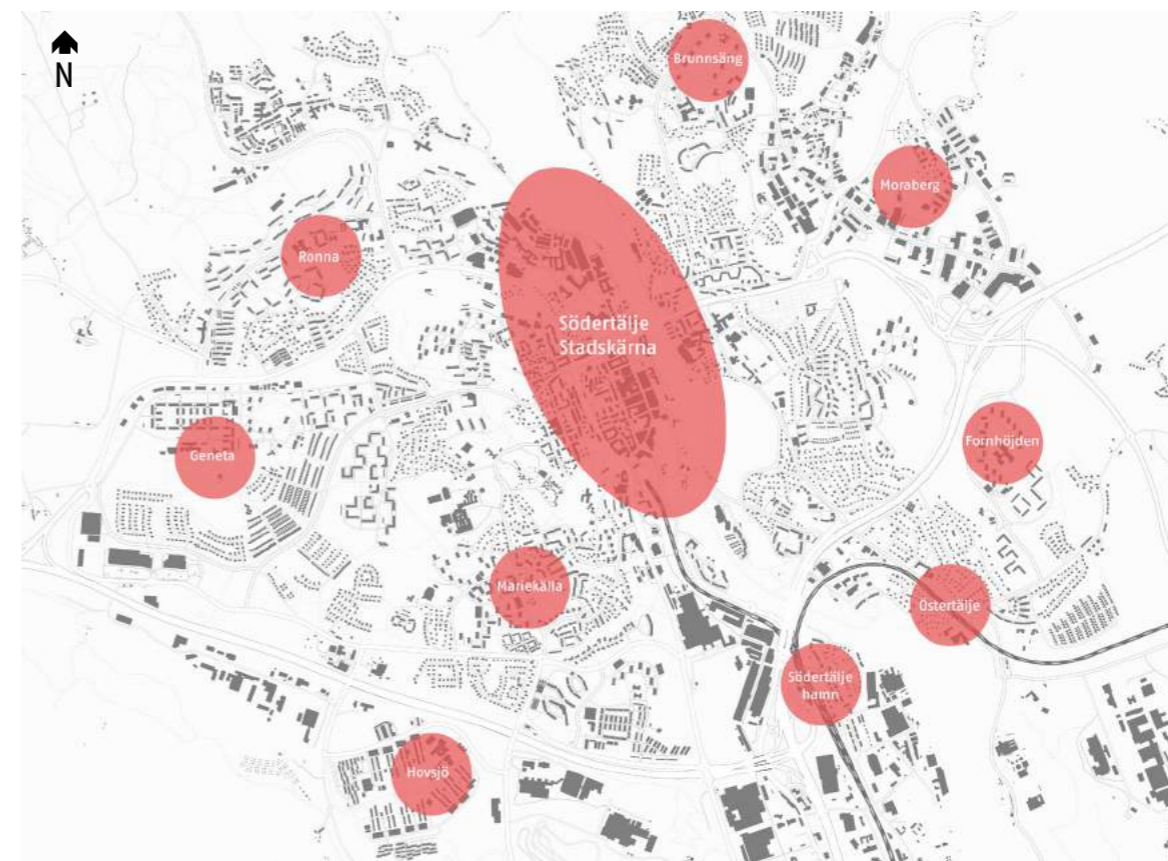 N
Brunnsäng
Moraberg
Ronna
Södertälje
Stadskärna
Fornhöjden
Geneta
Mariekälla
Östertälje
Södertälje
hamn
Hovsjö